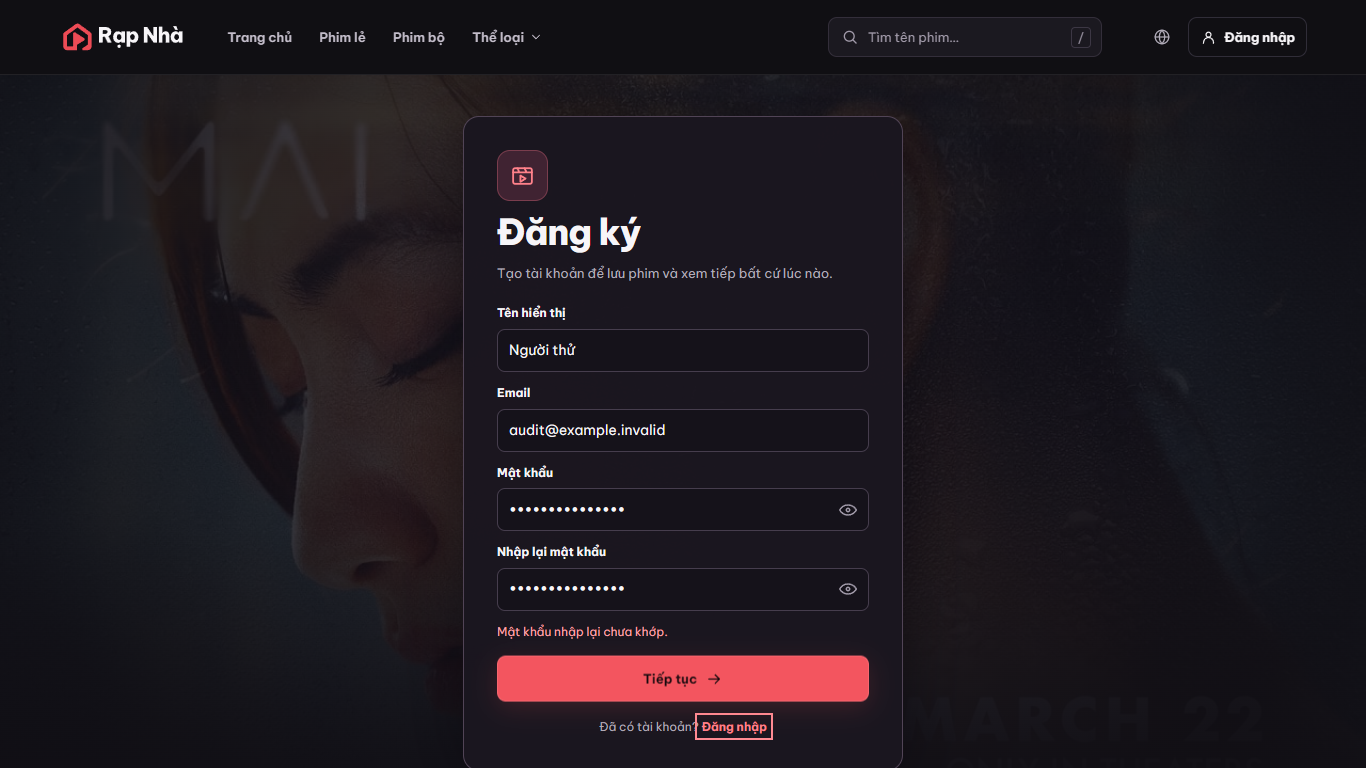 Rạp Nhà
Trang chủ
Phim lẻ
Phim bộ
Thể loại
Tìm tên phim...
/
Đăng nhập
MAI
Đăng ký
Tạo tài khoản để lưu phim và xem tiếp bất cứ lúc nào.
Tên hiển thị
Người thử
Email
audit@example.invalid
Mật khẩu
•••••••••••••••
Nhập lại mật khẩu
•••••••••••••••
Mật khẩu nhập lại chưa khớp.
Tiếp tục →
Đã có tài khoản? Đăng nhập
MARCH 22